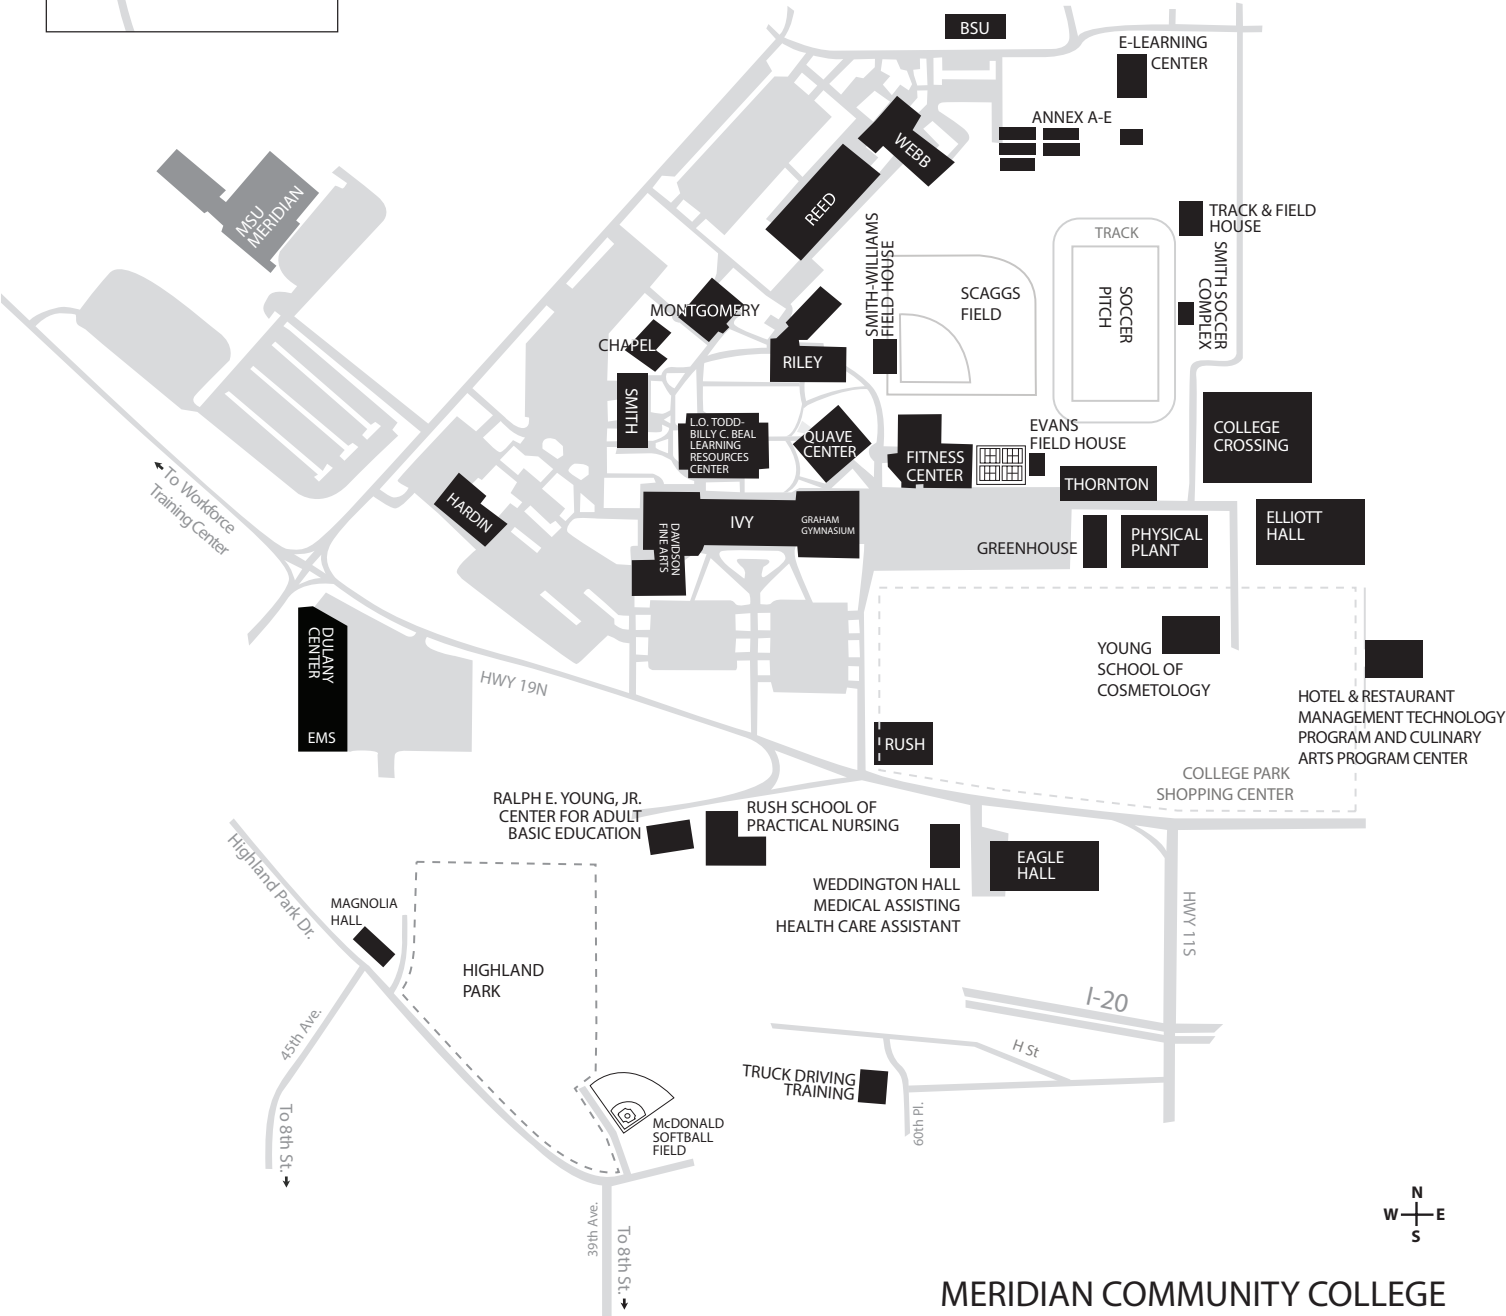 BSU
E-LEARNING
CENTER
ANNEX A-E
WEBB
REED
MSU
MERIDIAN
TRACK & FIELD
HOUSE
TRACK
SMITH-WILLIAMS
FIELD HOUSE
SCAGGS
FIELD
SOCCER
PITCH
SMITH SOCCER
COMPLEX
MONTGOMERY
CHAPEL
RILEY
SMITH
L.O. TODD-
BILLY C. BEAL
LEARNING
RESOURCES
CENTER
QUAVE
CENTER
FITNESS
CENTER
EVANS
FIELD HOUSE
COLLEGE
CROSSING
THORNTON
To Workforce
Training Center
HARDIN
DAVIDSON
FINE ARTS
IVY
GRAHAM
GYMNASIUM
GREENHOUSE
PHYSICAL
PLANT
ELLIOTT
HALL
DULANY
CENTER
EMS
HWY 19N
YOUNG
SCHOOL OF
COSMETOLOGY
HOTEL & RESTAURANT
MANAGEMENT TECHNOLOGY
PROGRAM AND CULINARY
ARTS PROGRAM CENTER
RUSH
COLLEGE PARK
SHOPPING CENTER
RALPH E. YOUNG, JR.
CENTER FOR ADULT
BASIC EDUCATION
RUSH SCHOOL OF
PRACTICAL NURSING
EAGLE
HALL
WEDDINGTON HALL
MEDICAL ASSISTING
HEALTH CARE ASSISTANT
Highland Park Dr.
MAGNOLIA
HALL
HIGHLAND
PARK
HWY 11S
I-20
45th Ave.
H St
TRUCK DRIVING
TRAINING
60th Pl.
To 8th St.
McDONALD
SOFTBALL
FIELD
39th Ave.
To 8th St.
N
W E
S
MERIDIAN COMMUNITY COLLEGE